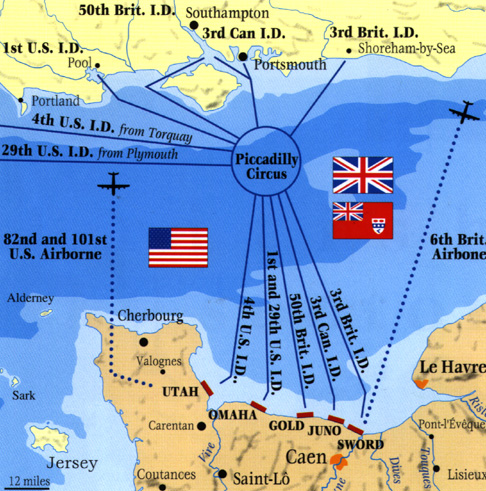 50th Brit. I.D.
Southampton
3rd Can I.D.
3rd Brit. I.D.
1st U.S. I.D.
Pool
Portsmouth
Shoreham-by-Sea
Portland
4th U.S. I.D. from Torquay
29th U.S. I.D. from Plymouth
Piccadilly
Circus
82nd and 101st
U.S. Airborne
6th Brit.
Airbone
4th U.S. I.D.
1st and 29th U.S. I.D
50th Brit. I.D.
3rd Can. I.D.
3rd Brit. I.D.
Alderney
Cherbourg
Valognes
Le Havre
Sark
UTAH
OMAHA
GOLD
JUNO
SWORD
Carentan
Pont-l'Évêque
Vire
Caen
Jersey
Dives
Touques
Lisieux
12 miles
Coutances
Saint-Lô